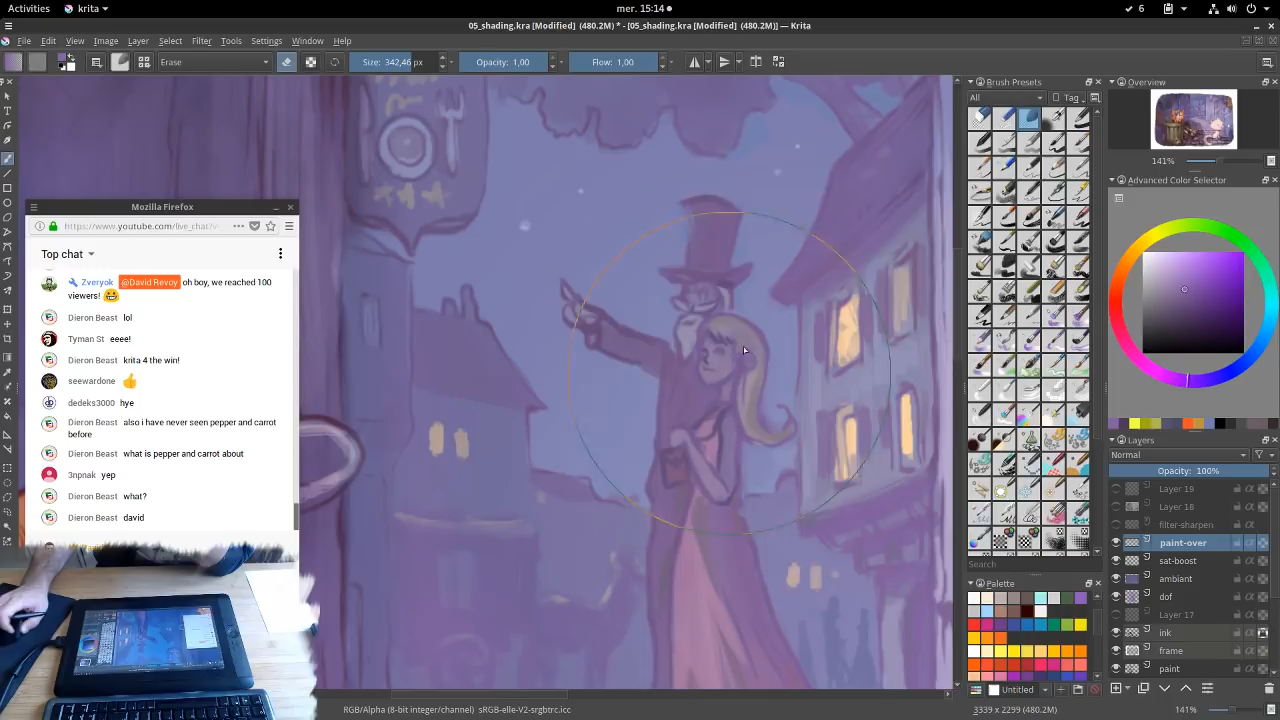 Activities
krita
mer. 15:14
6
05_shading.kra [Modified] (480.2M) * - [05_shading.kra [Modified] (480.2M)] — Krita
File Edit View Image Layer Select Filter Tools Settings Window Help
Erase
Size: 342,46 px
Opacity: 1,00
Flow: 1,00
Brush Presets
All
Tag
Search
Palette
Untitled
Overview
141%
Advanced Color Selector
Layers
Normal
Opacity: 100%
Layer 19
Layer 18
filter-sharpen
paint-over
sat-boost
ambiant
dof
Layer 17
ink
frame
paint
Mozilla Firefox
https://www.youtube.com/live_chat?v
Top chat
Zveryok @David Revoy oh boy, we reached 100
viewers!
Dieron Beast lol
Tyman St eeee!
Dieron Beast krita 4 the win!
seewardone
dedeks3000 hye
Dieron Beast also i have never seen pepper and carrot
before
Dieron Beast what is pepper and carrot about
3npnak yep
Dieron Beast what?
Dieron Beast david
RGB/Alpha (8-bit integer/channel) sRGB-elle-V2-srgbtrc.icc
3339 x 2299 (480.2M)
141%